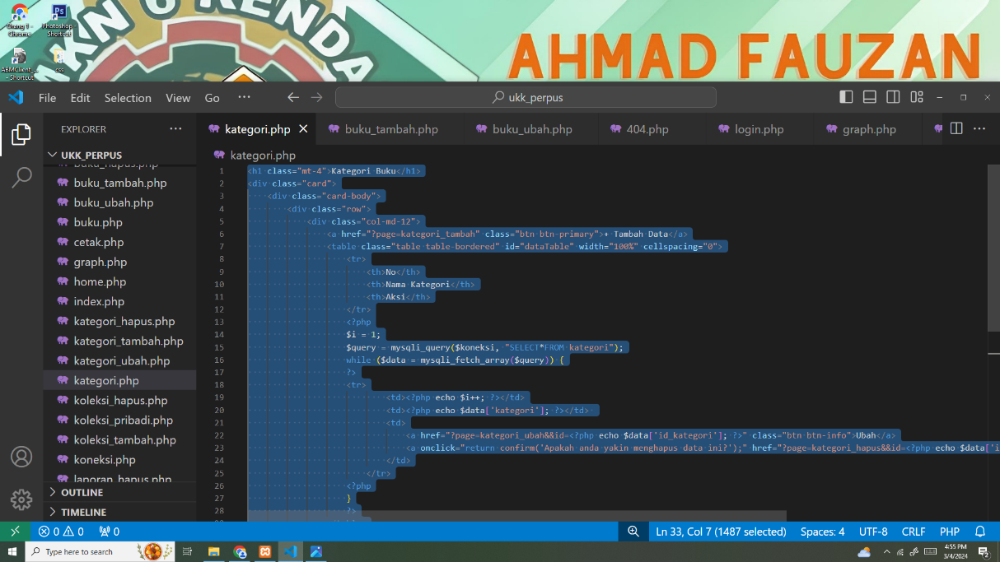 KN 6 RENDA
AHMAD FAUZAN
Orang 1 - Chrome
Photoshop - Shortcut
ABMClient_... - Shortcut
css
File Edit Selection View Go ···
ukk_perpus
EXPLORER
kategori.php
buku_tambah.php
buku_ubah.php
404.php
login.php
graph.php
UKK_PERPUS
buku_hapus.php
buku_tambah.php
buku_ubah.php
buku.php
cetak.php
graph.php
home.php
index.php
kategori_hapus.php
kategori_tambah.php
kategori_ubah.php
kategori.php
koleksi_hapus.php
koleksi_pribadi.php
koleksi_tambah.php
koneksi.php
laporan_hapus.php
OUTLINE
TIMELINE
kategori.php
1 <h1 class="mt-4">Kategori Buku</h1>
2 <div class="card">
3 <div class="card-body">
4 <div class="row">
5 <div class="col-md-12">
6 <a href="?page=kategori_tambah" class="btn btn-primary">+ Tambah Data</a>
7 <table class="table table-bordered" id="dataTable" width="100%" cellspacing="0">
8 <tr>
9 <th>No</th>
10 <th>Nama Kategori</th>
11 <th>Aksi</th>
12 </tr>
13 <?php
14 $i = 1;
15 $query = mysqli_query($koneksi, "SELECT*FROM kategori");
16 while ($data = mysqli_fetch_array($query)) {
17 ?>
18 <tr>
19 <td><?php echo $i++; ?></td>
20 <td><?php echo $data['kategori']; ?></td>
21 <td>
22 <a href="?page=kategori_ubah&&id=<?php echo $data['id_kategori']; ?>" class="btn btn-info">Ubah</a>
23 <a onclick="return confirm('Apakah anda yakin menghapus data ini?');" href="?page=kategori_hapus&&id=<?php echo $data['i
24 </td>
25 </tr>
26 <?php
27 }
28 ?>
0 0 0
Ln 33, Col 7 (1487 selected) Spaces: 4 UTF-8 CRLF PHP
Type here to search
4:55 PM
3/4/2024
2